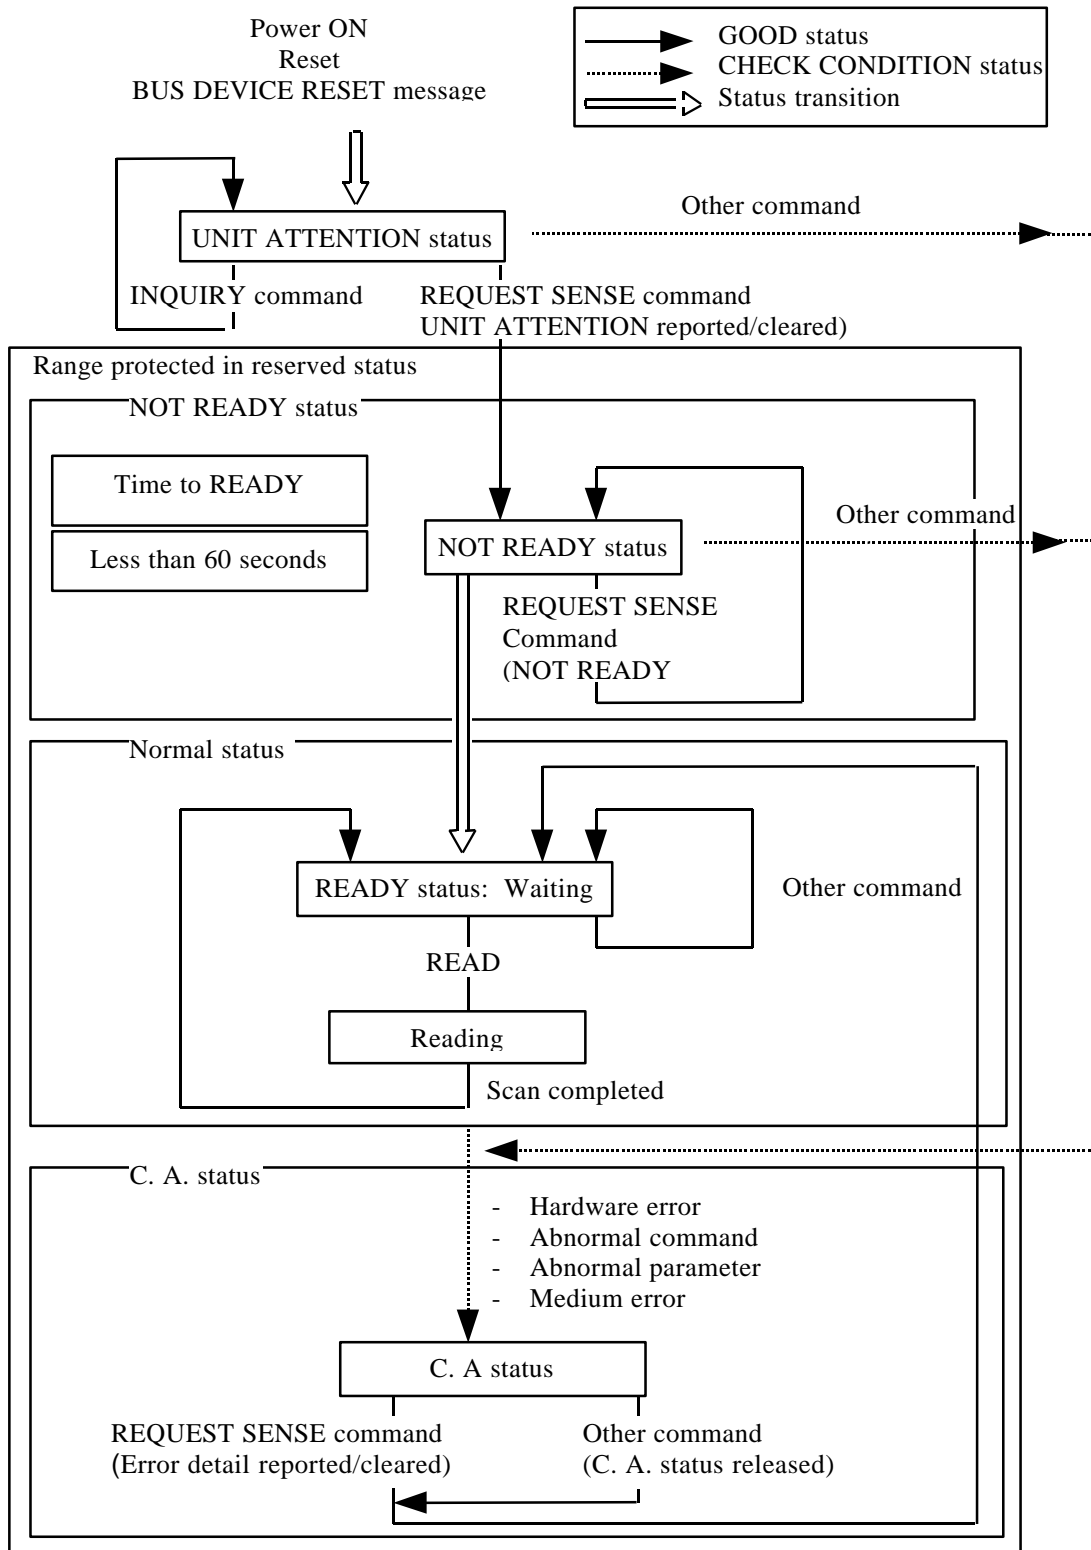 Power ON
Reset
BUS DEVICE RESET message
GOOD status
CHECK CONDITION status
Status transition
Other command
UNIT ATTENTION status
INQUIRY command
REQUEST SENSE command
UNIT ATTENTION reported/cleared)
Range protected in reserved status
NOT READY status
Time to READY
Less than 60 seconds
Other command
NOT READY status
REQUEST SENSE
Command
(NOT READY
Normal status
READY status:  Waiting
Other command
READ
Reading
Scan completed
C. A. status
- Hardware error
- Abnormal command
- Abnormal parameter
- Medium error
C. A status
REQUEST SENSE command
(Error detail reported/cleared)
Other command
(C. A. status released)